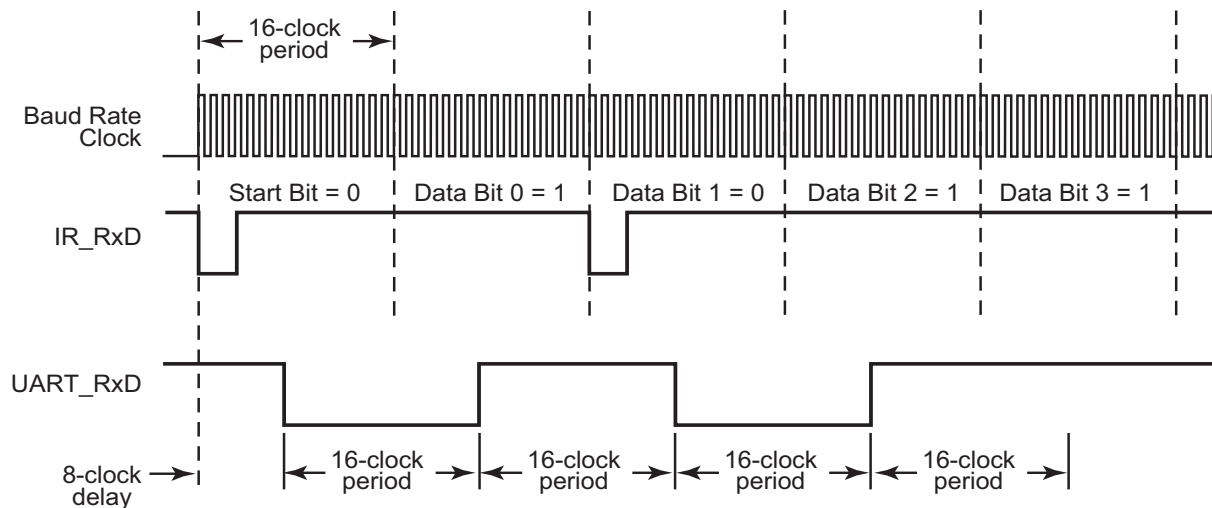 16-clock
period
Baud Rate
Clock
Start Bit = 0
Data Bit 0 = 1
Data Bit 1 = 0
Data Bit 2 = 1
Data Bit 3 = 1
IR_RxD
UART_RxD
8-clock
delay
16-clock
period
16-clock
period
16-clock
period
16-clock
period